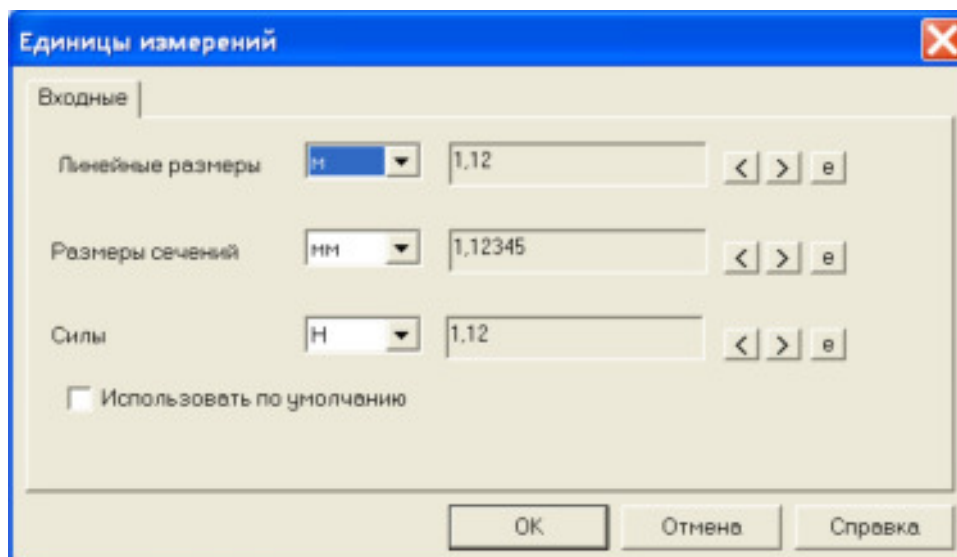 Единицы измерений
Входные
Линейные размеры м 1,12 < > e
Размеры сечений мм 1,12345 < > e
Силы Н 1,12 < > e
Использовать по умолчанию
ОК Отмена Справка